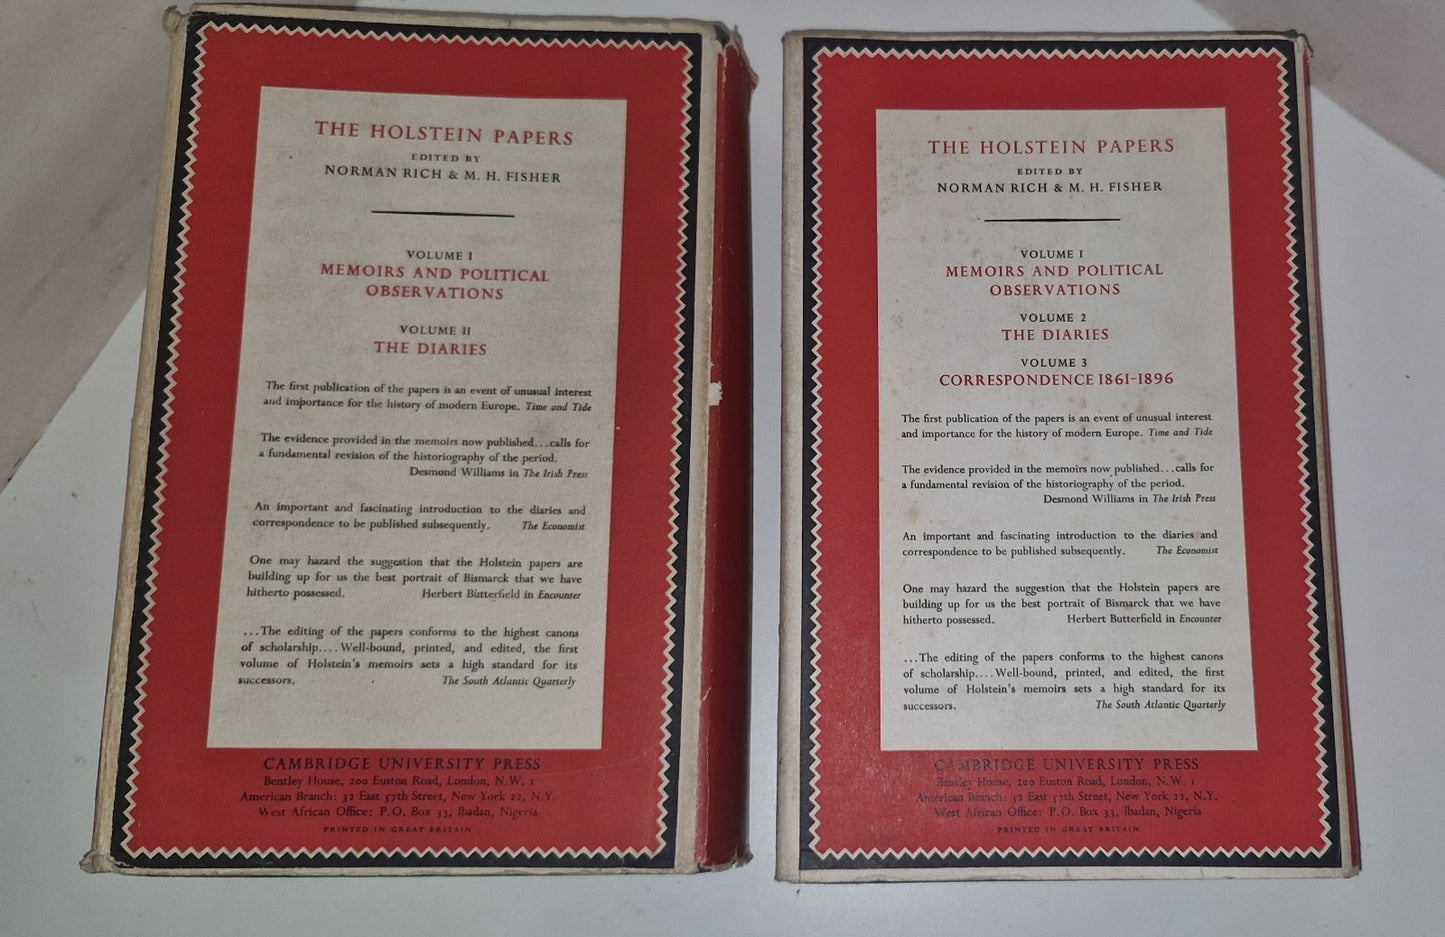 THE HOLSTEIN PAPERS
EDITED BY
NORMAN RICH & M. H. FISHER
VOLUME I
MEMOIRS AND POLITICAL
OBSERVATIONS
VOLUME II
THE DIARIES
The first publication of the papers is an event of unusual interest
and importance for the history of modern Europe. Time and Tide
The evidence provided in the memoirs now published...calls for
a fundamental revision of the historiography of the period.
Desmond Williams in The Irish Press
An important and fascinating introduction to the diaries and
correspondence to be published subsequently. The Economist
One may hazard the suggestion that the Holstein papers are
building up for us the best portrait of Bismarck that we have
hitherto possessed. Herbert Butterfield in Encounter
...The editing of the papers conforms to the highest canons
of scholarship.... Well-bound, printed, and edited, the first
volume of Holstein's memoirs sets a high standard for its
successors. The South Atlantic Quarterly
CAMBRIDGE UNIVERSITY PRESS
Bentley House, 200 Euston Road, London, N.W. 1
American Branch: 32 East 57th Street, New York 22, N.Y.
West African Office: P.O. Box 33, Ibadan, Nigeria
PRINTED IN GREAT BRITAIN
THE HOLSTEIN PAPERS
EDITED BY
NORMAN RICH & M. H. FISHER
VOLUME I
MEMOIRS AND POLITICAL
OBSERVATIONS
VOLUME 2
THE DIARIES
VOLUME 3
CORRESPONDENCE 1861-1896
The first publication of the papers is an event of unusual interest
and importance for the history of modern Europe. Time and Tide
The evidence provided in the memoirs now published...calls for
a fundamental revision of the historiography of the period.
Desmond Williams in The Irish Press
An important and fascinating introduction to the diaries and
correspondence to be published subsequently. The Economist
One may hazard the suggestion that the Holstein papers are
building up for us the best portrait of Bismarck that we have
hitherto possessed. Herbert Butterfield in Encounter
...The editing of the papers conforms to the highest canons
of scholarship.... Well-bound, printed, and edited, the first
volume of Holstein's memoirs sets a high standard for its
successors. The South Atlantic Quarterly
CAMBRIDGE UNIVERSITY PRESS
Bentley House, 200 Euston Road, London, N.W. 1
American Branch: 32 East 57th Street, New York 22, N.Y.
West African Office: P.O. Box 33, Ibadan, Nigeria
PRINTED IN GREAT BRITAIN